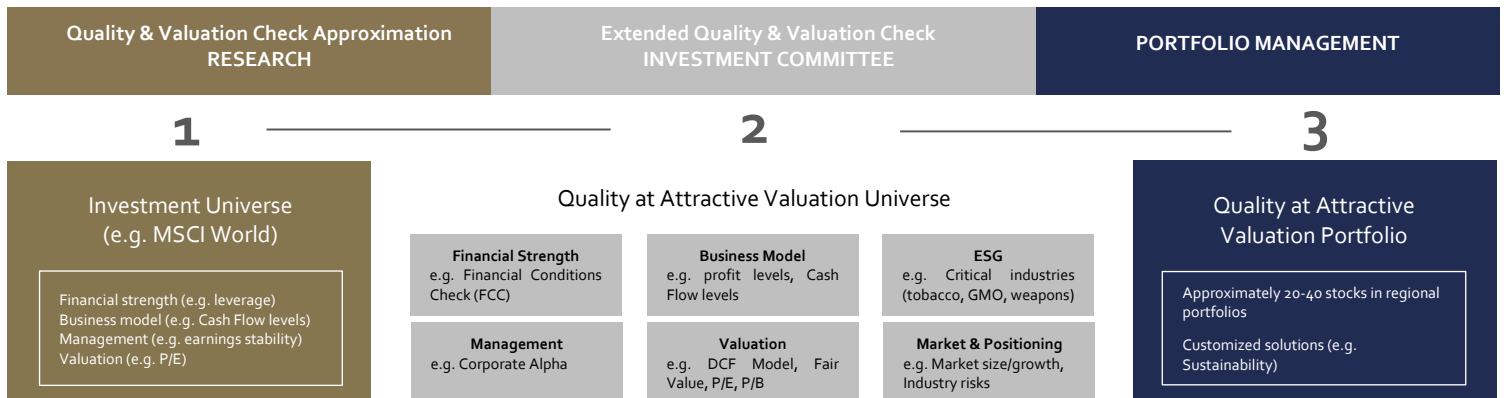 Quality & Valuation Check Approximation
RESEARCH
Extended Quality & Valuation Check
INVESTMENT COMMITTEE
PORTFOLIO MANAGEMENT
1
2
3
Investment Universe
(e.g. MSCI World)
Financial strength (e.g. leverage)
Business model (e.g. Cash Flow levels)
Management (e.g. earnings stability)
Valuation (e.g. P/E)
Quality at Attractive Valuation Universe
Financial Strength
e.g. Financial Conditions
Check (FCC)
Business Model
e.g. profit levels, Cash
Flow levels
ESG
e.g. Critical industries
(tobacco, GMO, weapons)
Management
e.g. Corporate Alpha
Valuation
e.g. DCF Model, Fair
Value, P/E, P/B
Market & Positioning
e.g. Market size/growth,
Industry risks
Quality at Attractive
Valuation Portfolio
Approximately 20-40 stocks in regional
portfolios
Customized solutions (e.g.
Sustainability)